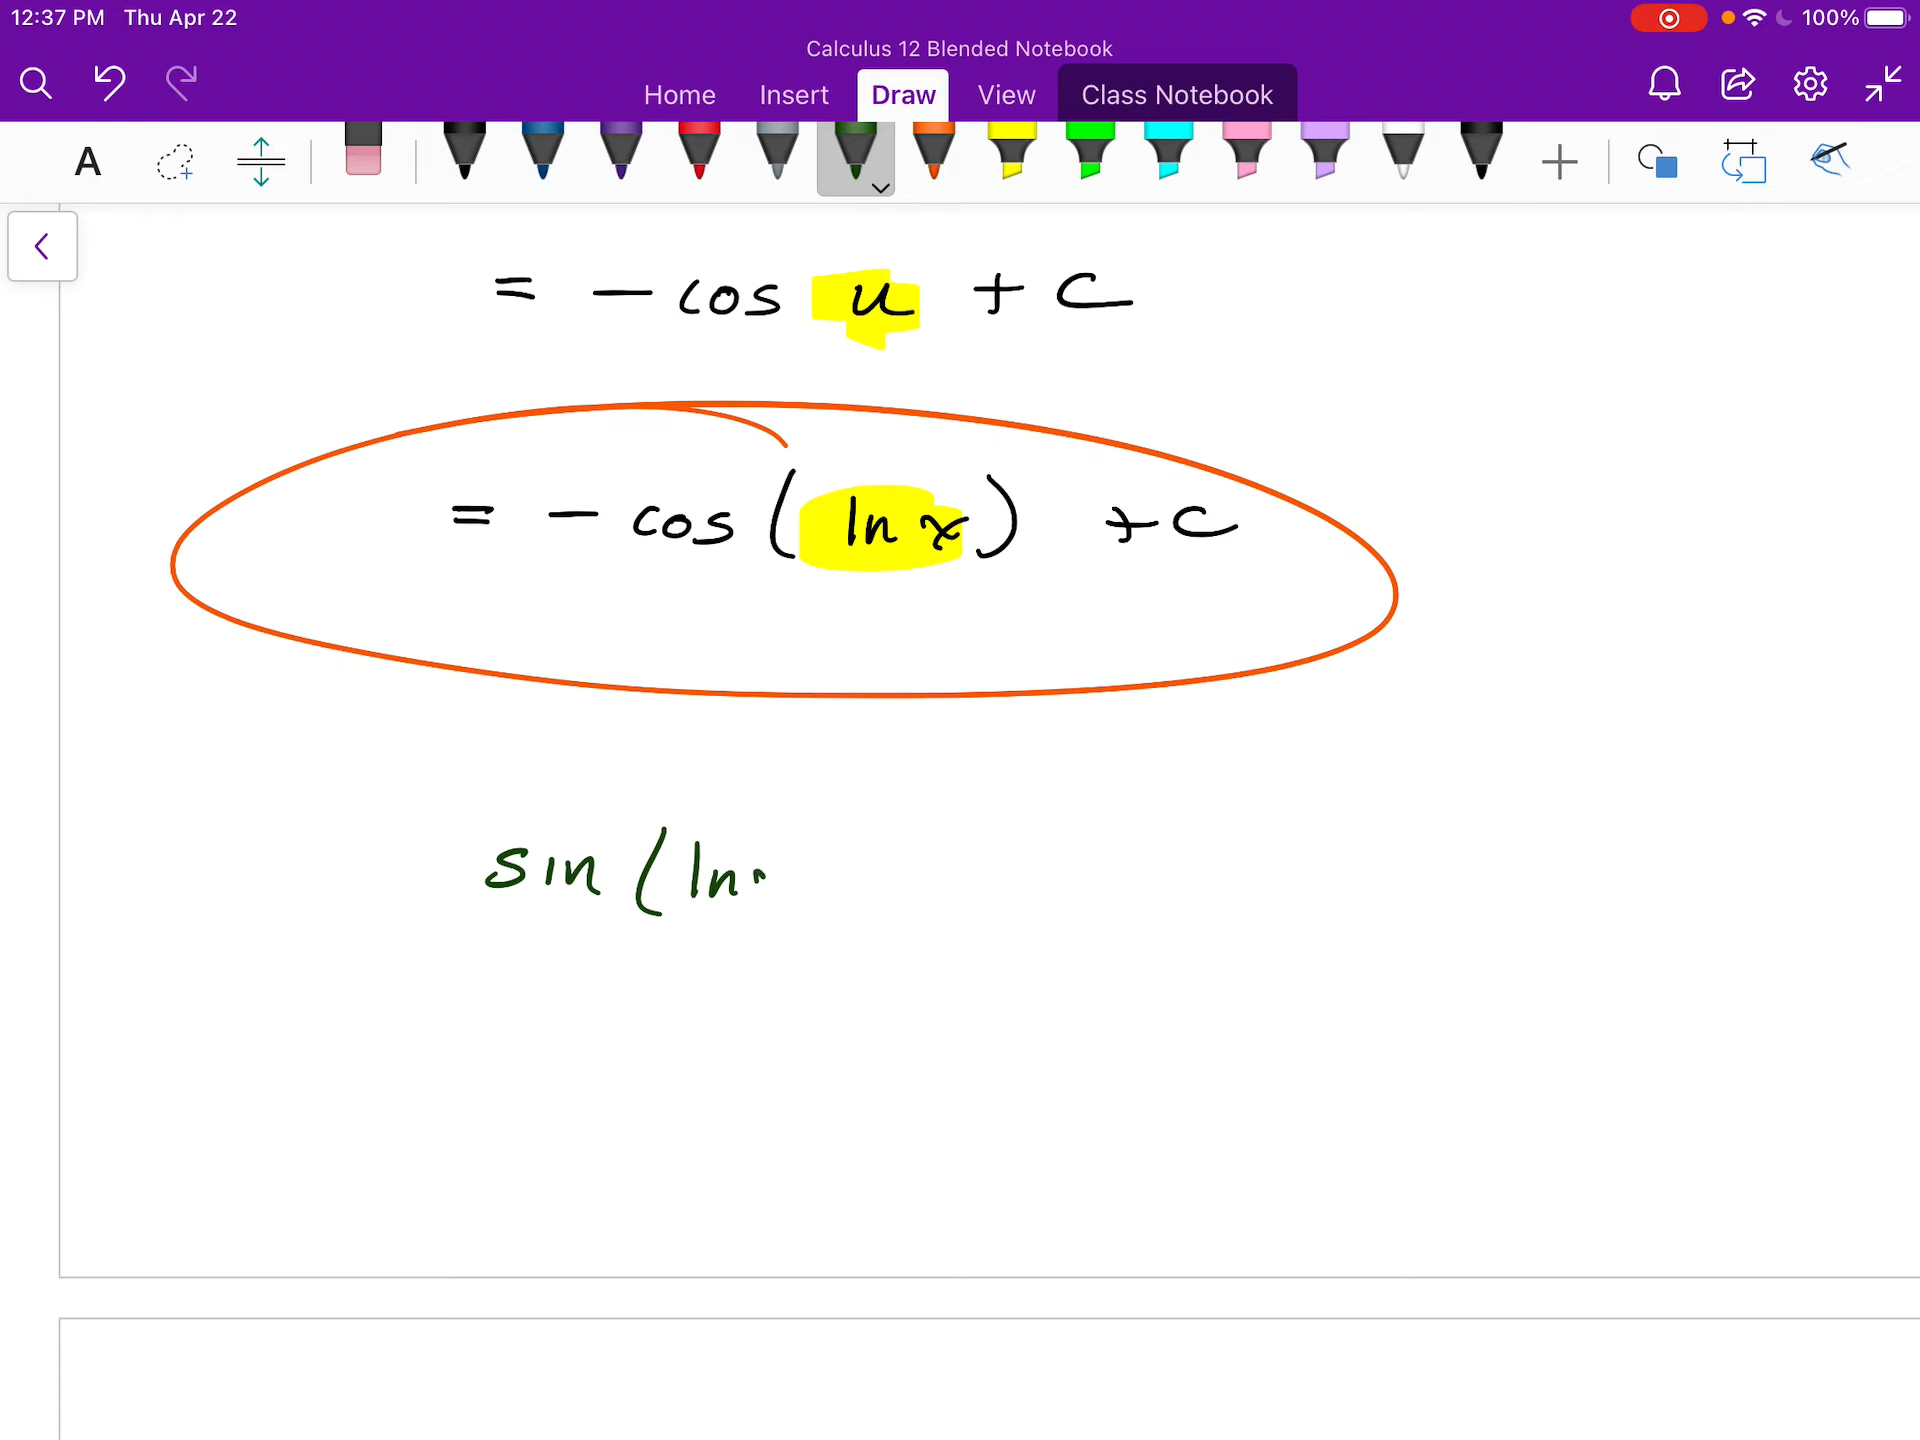 12:37 PM Thu Apr 22 100%
Calculus 12 Blended Notebook
Home Insert Draw View Class Notebook
A
= - cos u + C
= - cos ( ln x ) + C
sin ( ln